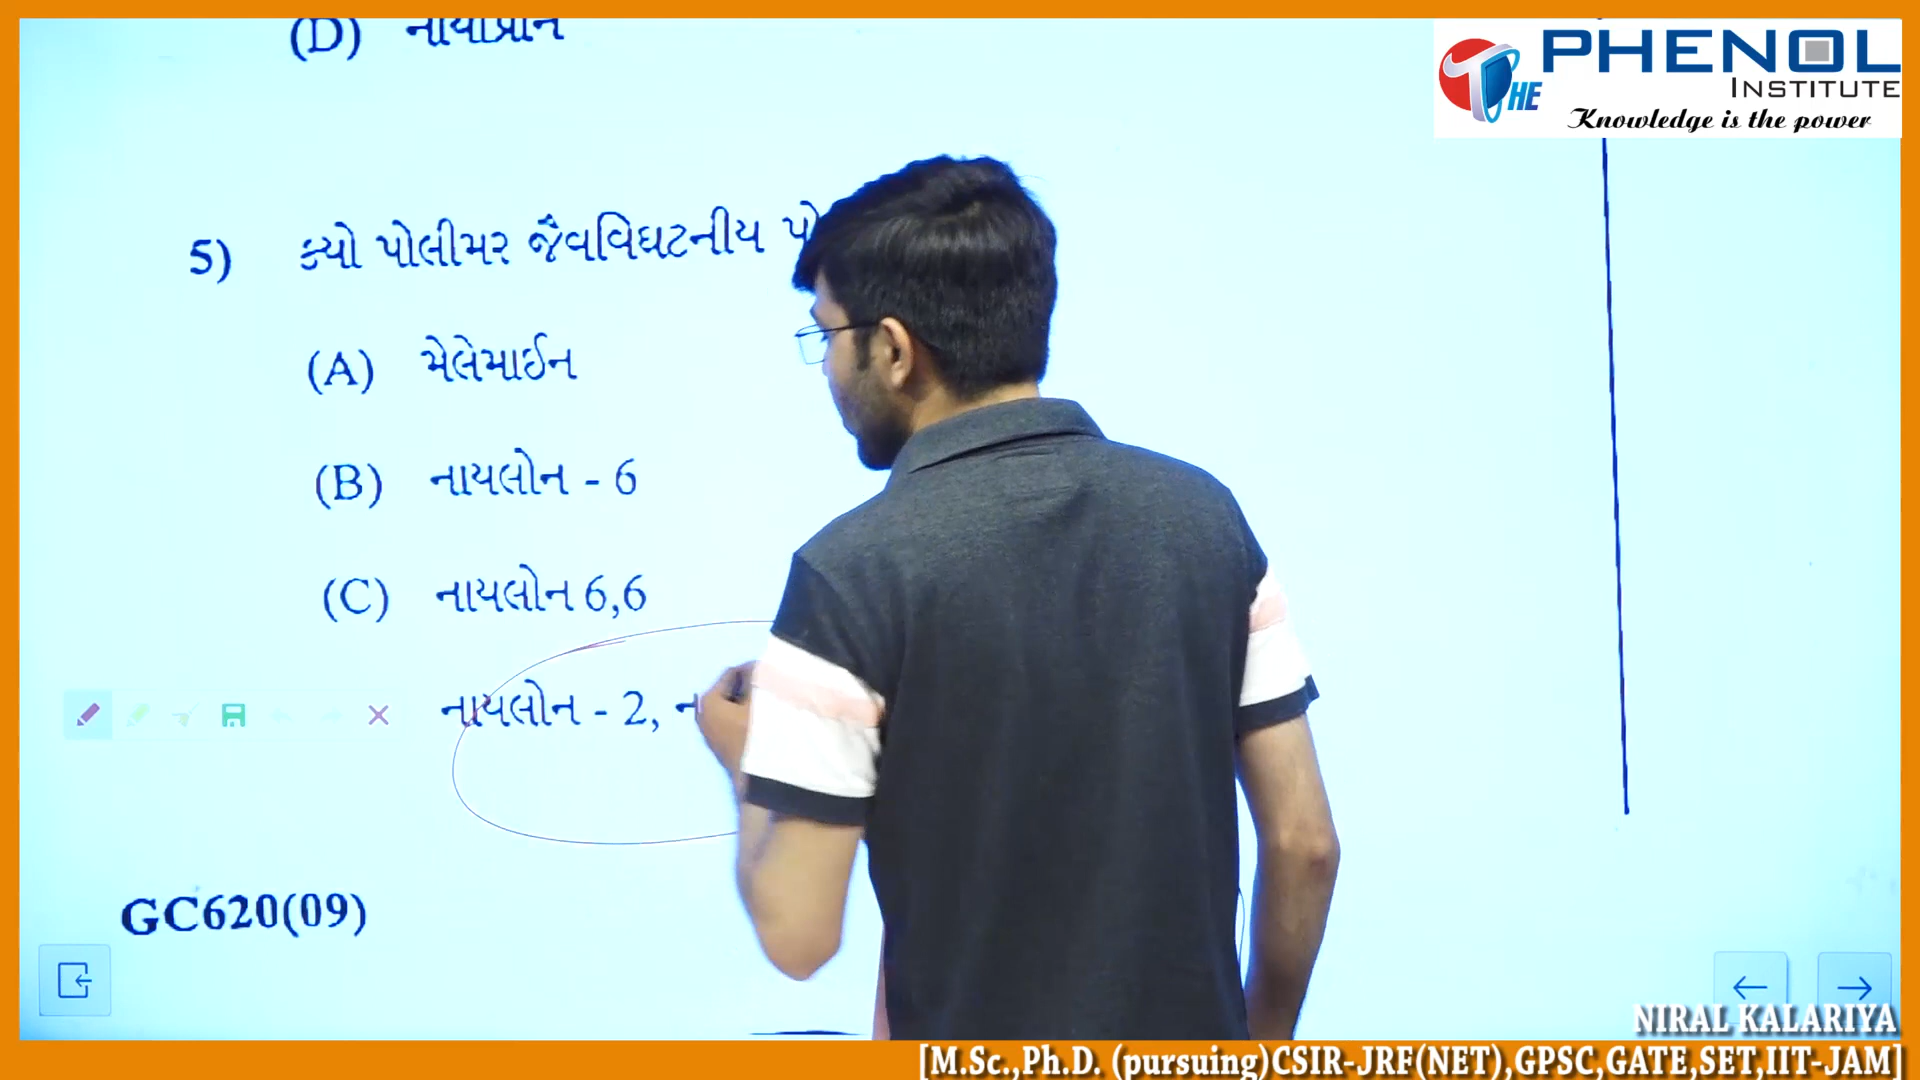 (D) નાયોપ્રીન
PHENOL
THE INSTITUTE
Knowledge is the power
5) ક્યો પોલીમર જૈવવિઘટનીય
(A) મેલેમાઈન
(B) નાયલોન - 6
(C) નાયલોન 6,6
નાયલોન - 2,
GC620(09)
NIRAL KALARIYA
[M.Sc.,Ph.D. (pursuing)CSIR-JRF(NET),GPSC,GATE,SET,IIT-JAM]